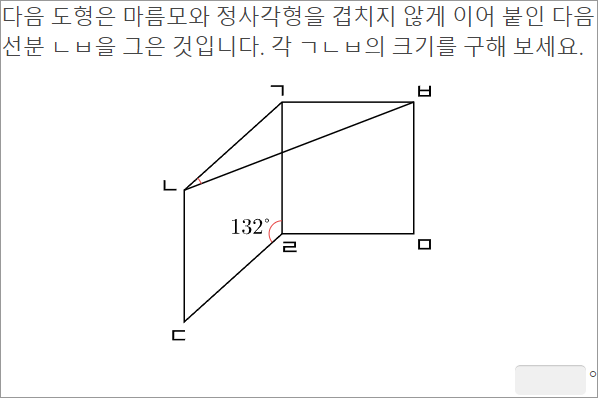 다음 도형은 마름모와 정사각형을 겹치지 않게 이어 붙인 다음
선분 ㄴㅂ을 그은 것입니다. 각 ㄱㄴㅂ의 크기를 구해 보세요.
ㄱ
ㅂ
ㄴ
132°
ㄹ
ㅁ
ㄷ
°